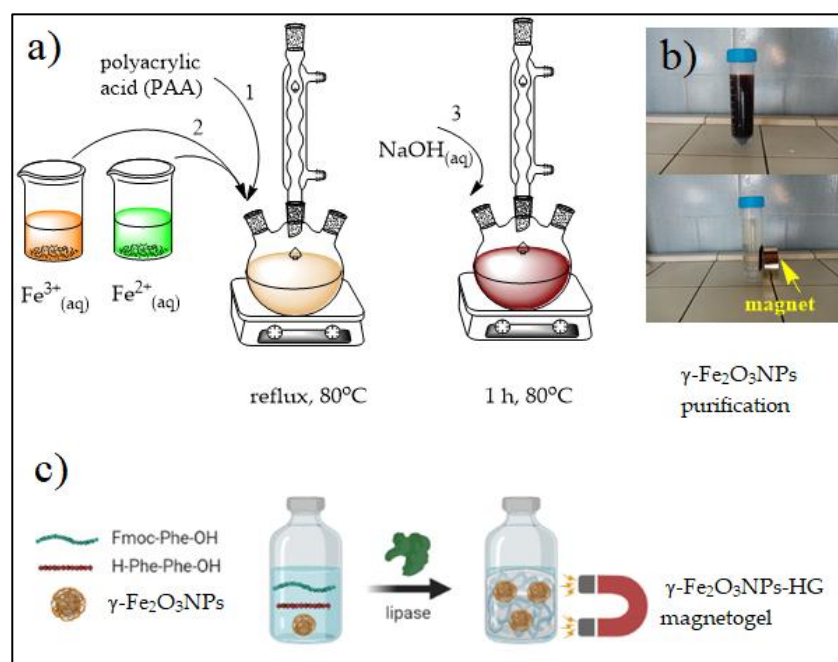 a)
polyacrylic
acid (PAA)
1
2
Fe³⁺(aq)
Fe²⁺(aq)
reflux, 80°C
3
NaOH(aq)
1 h, 80°C
b)
magnet
γ-Fe₂O₃NPs
purification
c)
Fmoc-Phe-OH
H-Phe-Phe-OH
γ-Fe₂O₃NPs
lipase
γ-Fe₂O₃NPs-HG
magnetogel